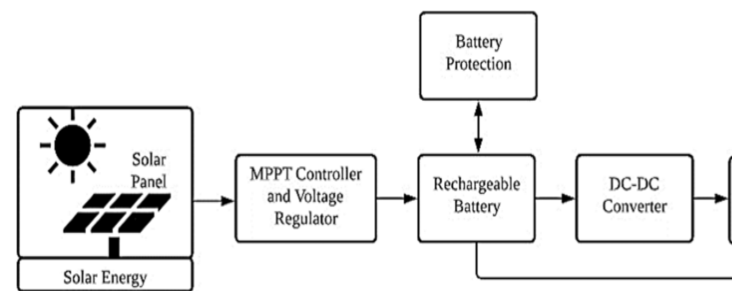 Battery
Protection
Solar
Panel
MPPT Controller
and Voltage
Regulator
Rechargeable
Battery
DC-DC
Converter
Solar Energy